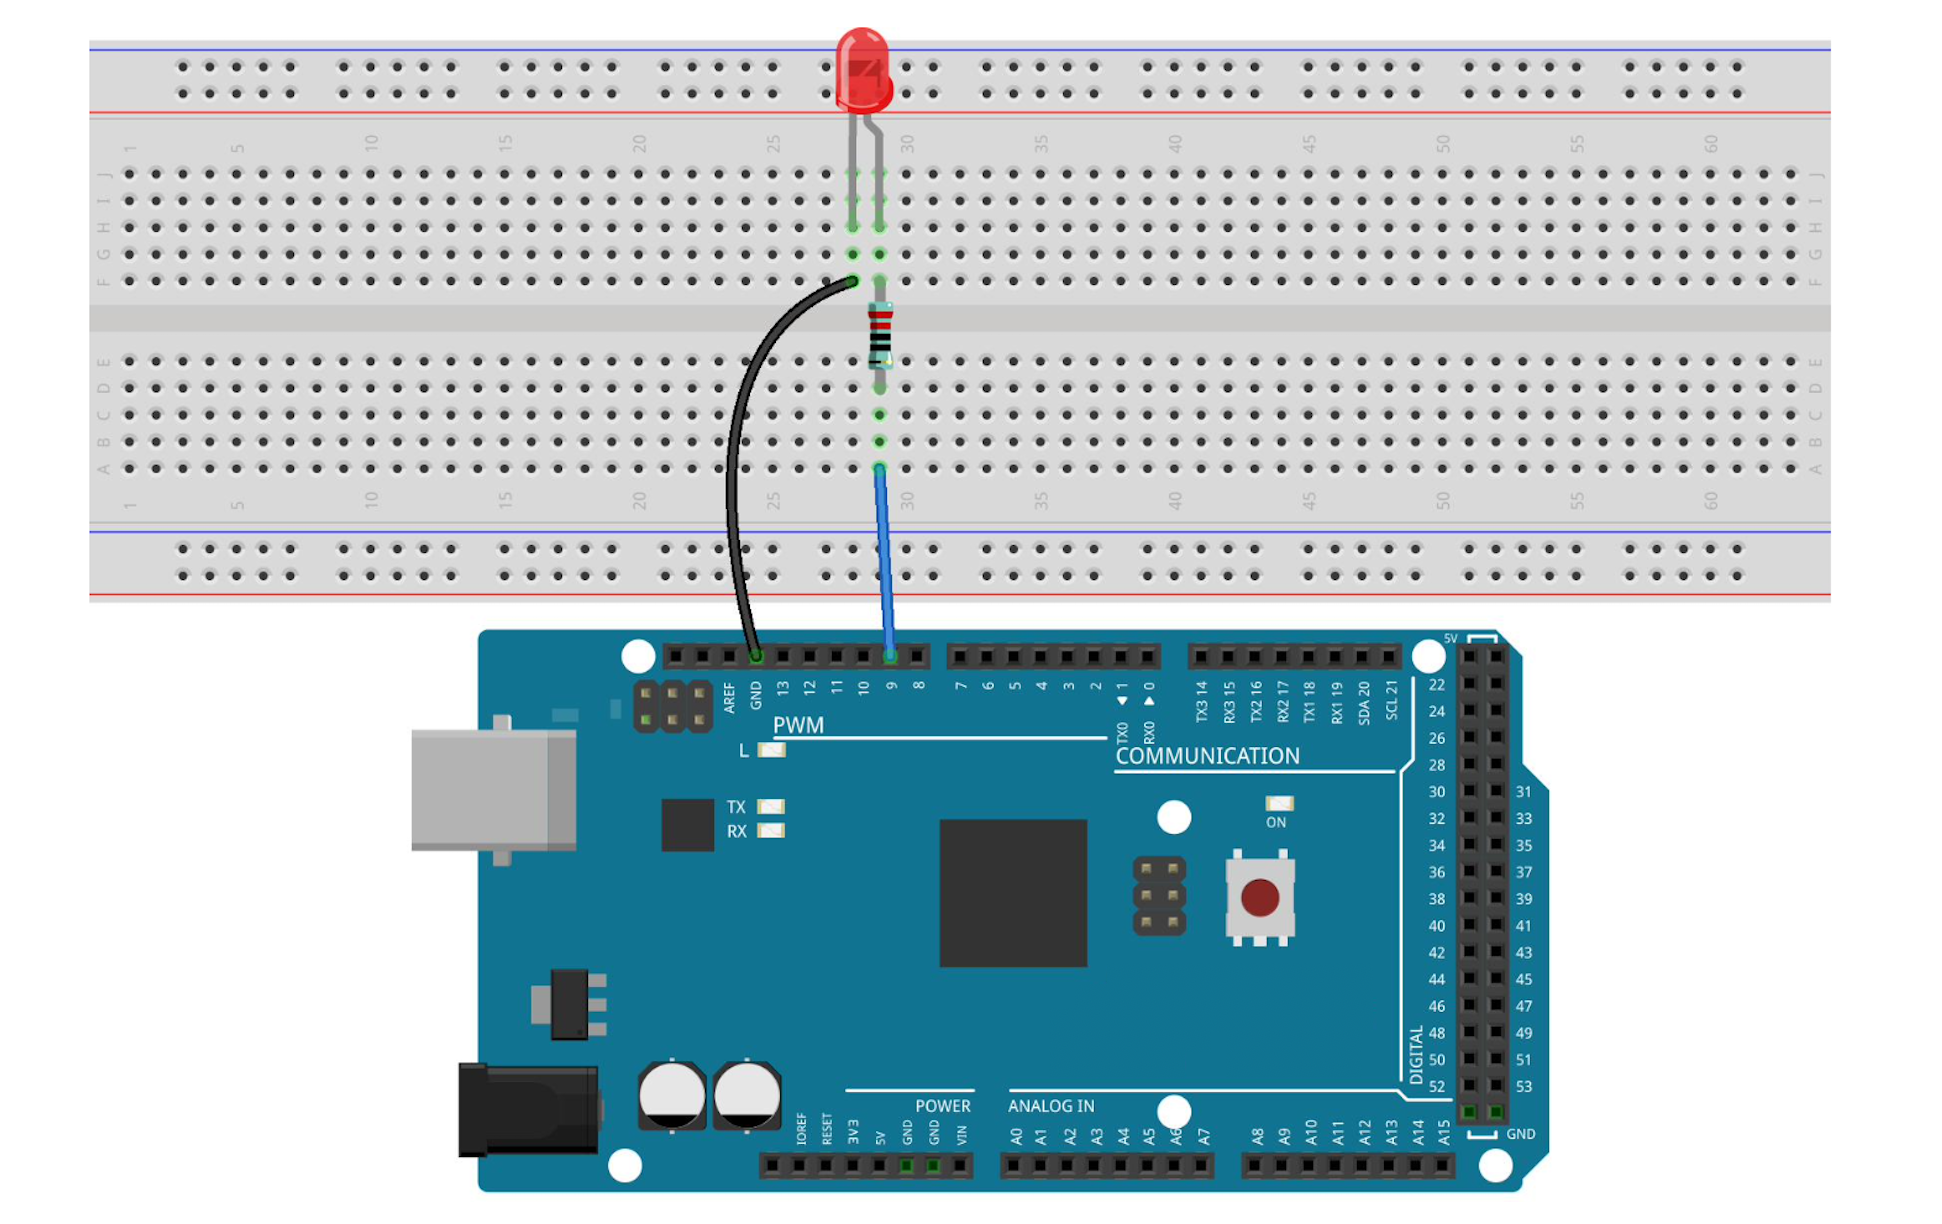 1 5 10 15 20 25 30 35 40 45 50 55 60
J J
I I
H H
G G
F F
E E
D D
C C
B B
A A
1 5 10 15 20 25 30 35 40 45 50 55 60
5V
AREF GND 13 12 11 10 9 8 7 6 5 4 3 2 TX0 ◀ 1 RX0 ▶ 0 TX3 14 RX3 15 TX2 16 RX2 17 TX1 18 RX1 19 SDA 20 SCL 21
22
24
PWM
26
L
COMMUNICATION
28
30 31
TX
RX
ON
32 33
34 35
36 37
38 39
40 41
42 43
44 45
46 47
48 49
50 51
52 53
DIGITAL
POWER
ANALOG IN
IOREF RESET 3V3 5V GND GND VIN A0 A1 A2 A3 A4 A5 A6 A7 A8 A9 A10 A11 A12 A13 A14 A15
GND